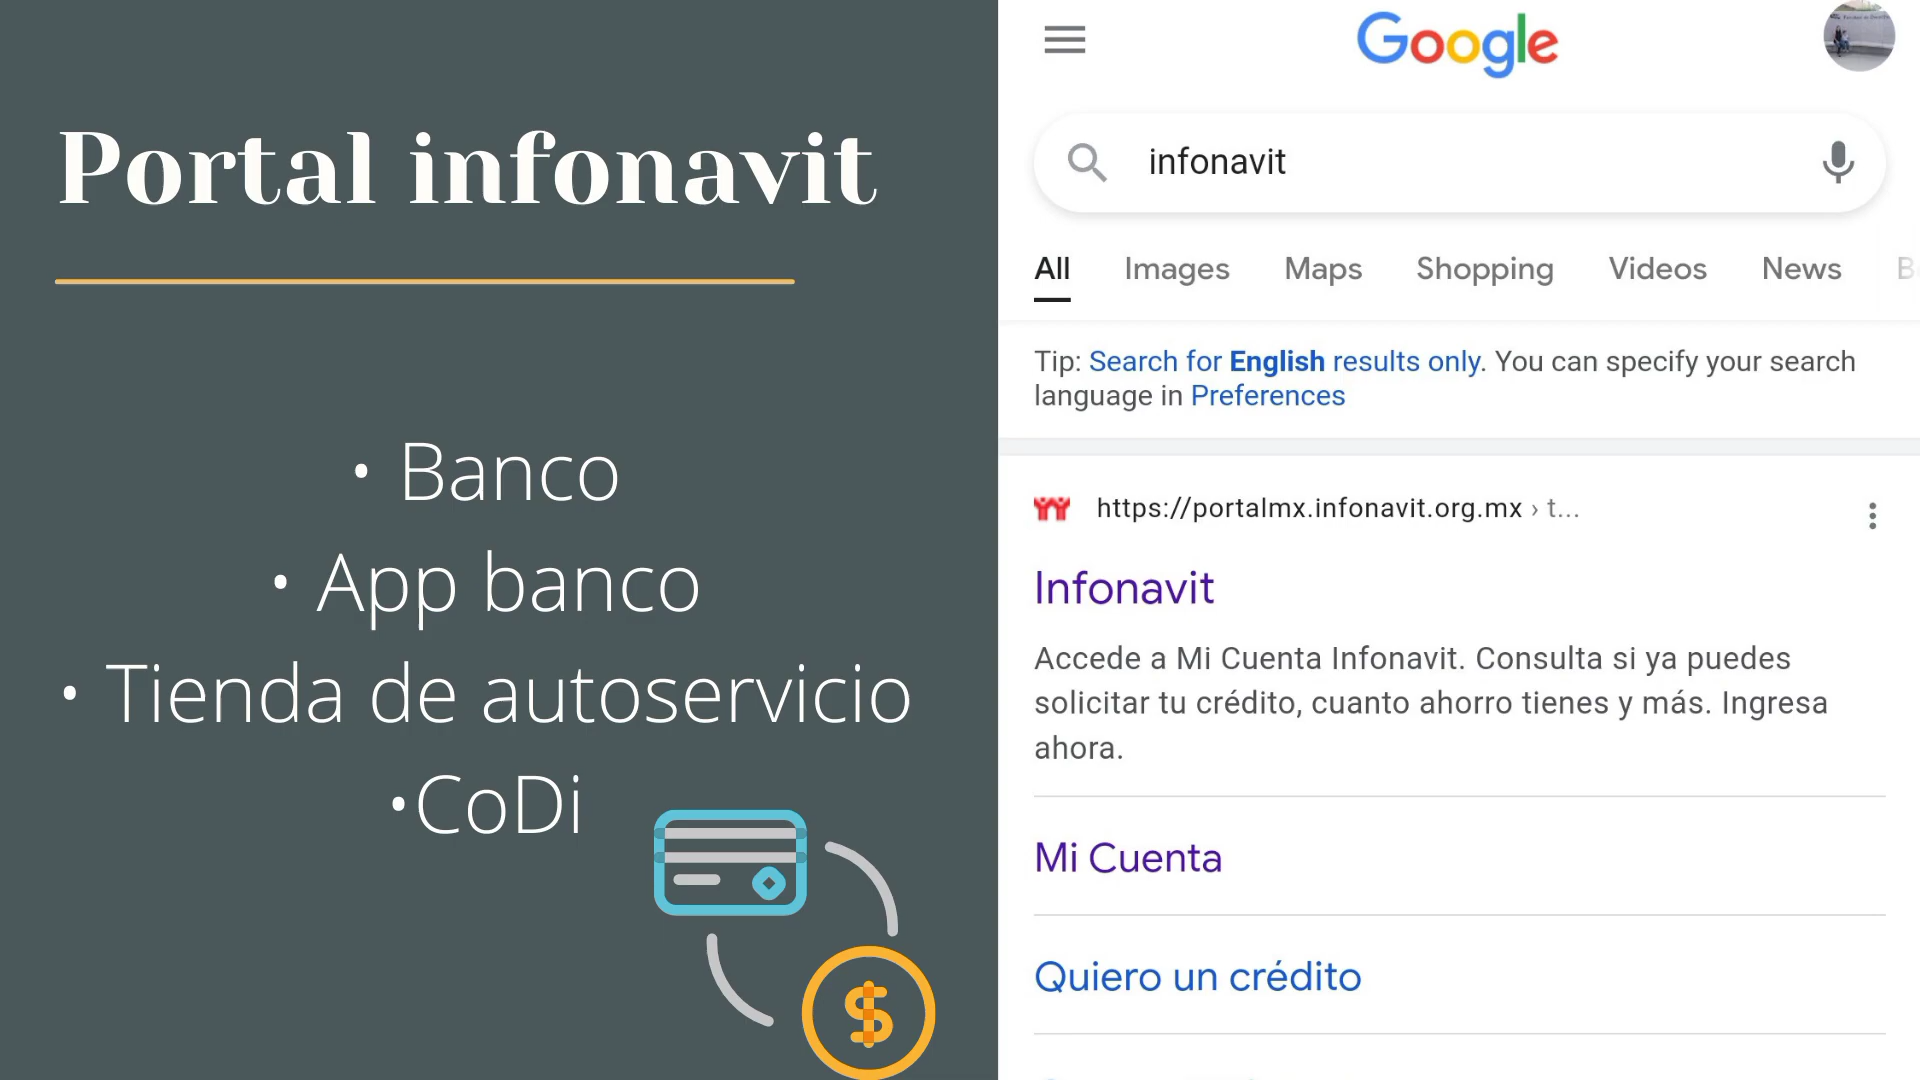 Portal infonavit
• Banco
• App banco
• Tienda de autoservicio
•CoDi
$
Google
infonavit
All Images Maps Shopping Videos News
Tip: Search for English results only. You can specify your search
language in Preferences
https://portalmx.infonavit.org.mx › t...
Infonavit
Accede a Mi Cuenta Infonavit. Consulta si ya puedes
solicitar tu crédito, cuanto ahorro tienes y más. Ingresa
ahora.
Mi Cuenta
Quiero un crédito